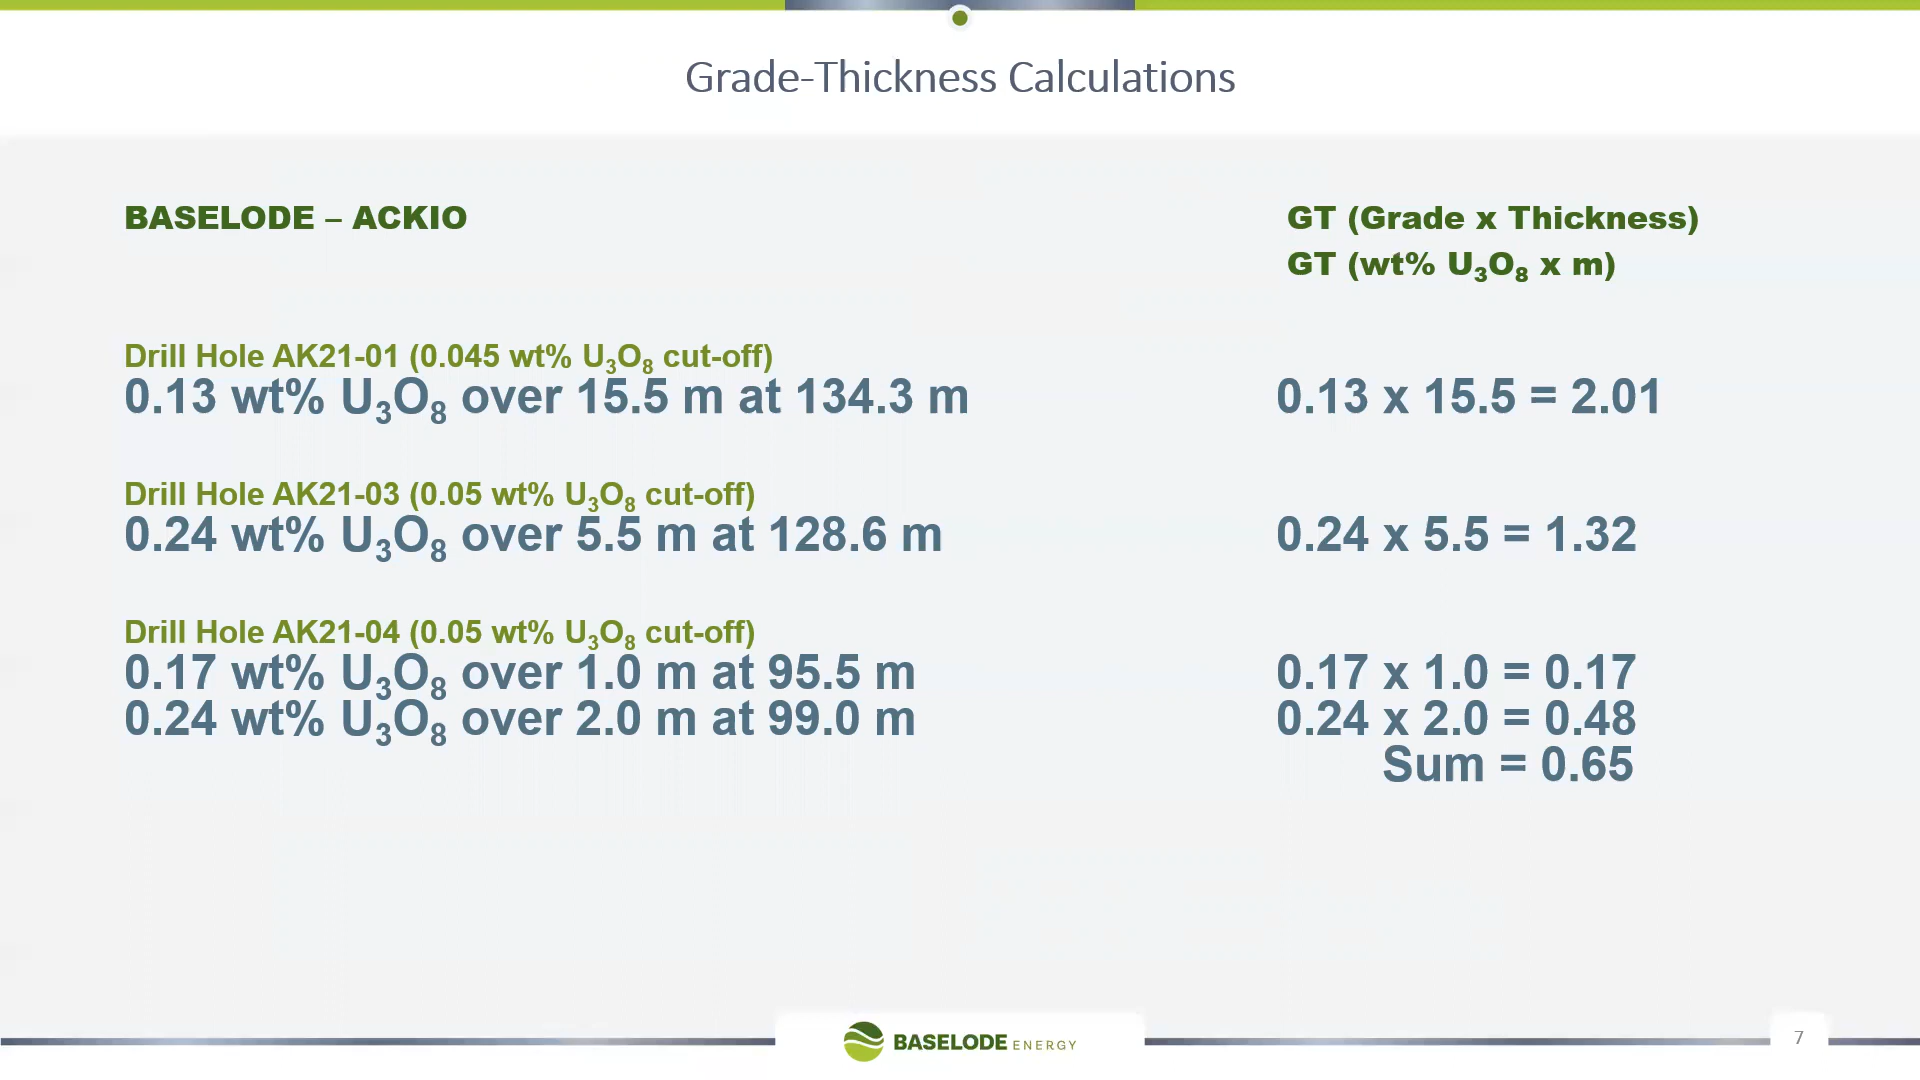 Grade-Thickness Calculations
BASELODE – ACKIO
GT (Grade x Thickness)
GT (wt% U₃O₈ x m)
Drill Hole AK21-01 (0.045 wt% U₃O₈ cut-off)
0.13 wt% U₃O₈ over 15.5 m at 134.3 m
0.13 x 15.5 = 2.01
Drill Hole AK21-03 (0.05 wt% U₃O₈ cut-off)
0.24 wt% U₃O₈ over 5.5 m at 128.6 m
0.24 x 5.5 = 1.32
Drill Hole AK21-04 (0.05 wt% U₃O₈ cut-off)
0.17 wt% U₃O₈ over 1.0 m at 95.5 m
0.17 x 1.0 = 0.17
0.24 wt% U₃O₈ over 2.0 m at 99.0 m
0.24 x 2.0 = 0.48
Sum = 0.65
BASELODE ENERGY
7